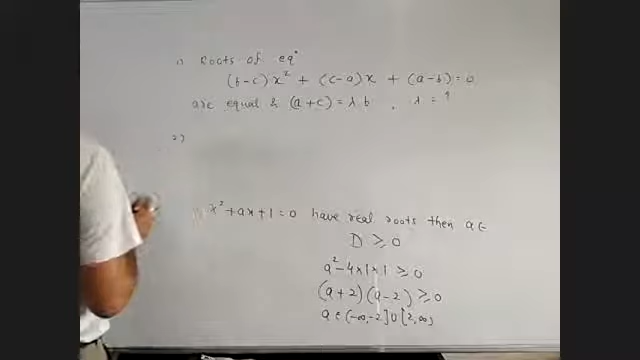 1) Roots of eqn
(b-c)x² + (c-a)x + (a-b)=0
are equal & (a+c) = λb , λ = ?
2)
x² + ax + 1 = 0 have real roots then a ∈
D ≥ 0
a² - 4×1×1 ≥ 0
(a+2)(a-2) ≥ 0
a ∈ (-∞, -2] ∪ [2, ∞)